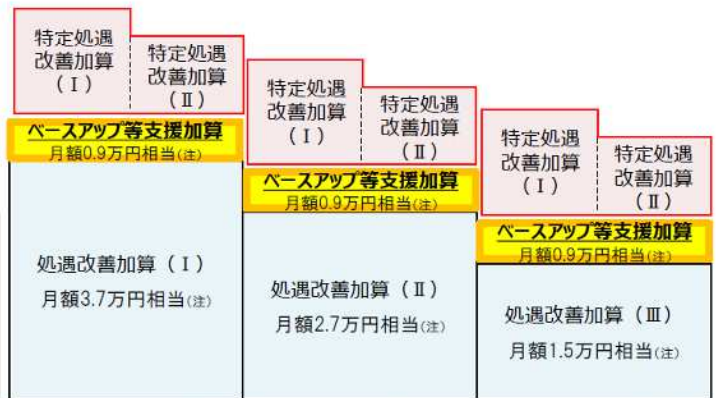 特定処遇
改善加算
(Ⅰ)
特定処遇
改善加算
(Ⅱ)
ベースアップ等支援加算
月額0.9万円相当(注)
処遇改善加算(Ⅰ)
月額3.7万円相当(注)
特定処遇
改善加算
(Ⅰ)
特定処遇
改善加算
(Ⅱ)
ベースアップ等支援加算
月額0.9万円相当(注)
処遇改善加算(Ⅱ)
月額2.7万円相当(注)
特定処遇
改善加算
(Ⅰ)
特定処遇
改善加算
(Ⅱ)
ベースアップ等支援加算
月額0.9万円相当(注)
処遇改善加算(Ⅲ)
月額1.5万円相当(注)